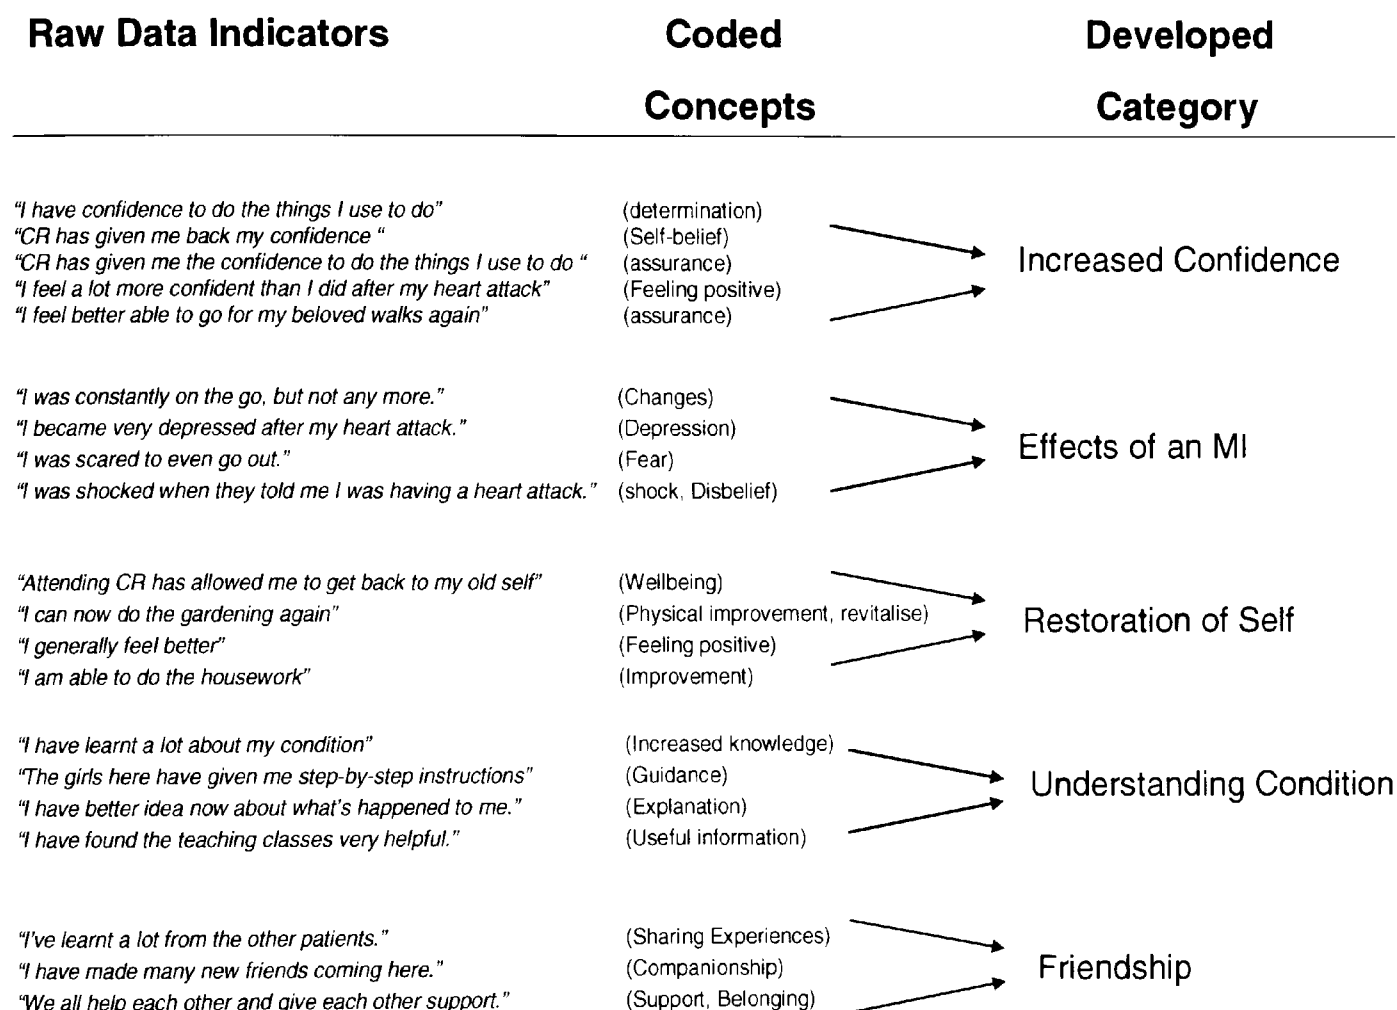 Raw Data Indicators Coded Developed
Concepts Category
“I have confidence to do the things I use to do” (determination)
“CR has given me back my confidence “ (Self-belief)
“CR has given me the confidence to do the things I use to do “ (assurance) Increased Confidence
“I feel a lot more confident than I did after my heart attack” (Feeling positive)
“I feel better able to go for my beloved walks again” (assurance)
“I was constantly on the go, but not any more.” (Changes)
“I became very depressed after my heart attack.” (Depression)
Effects of an MI
“I was scared to even go out.” (Fear)
“I was shocked when they told me I was having a heart attack.” (shock, Disbelief)
“Attending CR has allowed me to get back to my old self” (Wellbeing)
“I can now do the gardening again” (Physical improvement, revitalise)
Restoration of Self
“I generally feel better” (Feeling positive)
“I am able to do the housework” (Improvement)
“I have learnt a lot about my condition” (Increased knowledge)
“The girls here have given me step-by-step instructions” (Guidance)
Understanding Condition
“I have better idea now about what's happened to me.” (Explanation)
“I have found the teaching classes very helpful.” (Useful information)
“I've learnt a lot from the other patients.” (Sharing Experiences)
“I have made many new friends coming here.” (Companionship) Friendship
“We all help each other and give each other support.” (Support, Belonging)